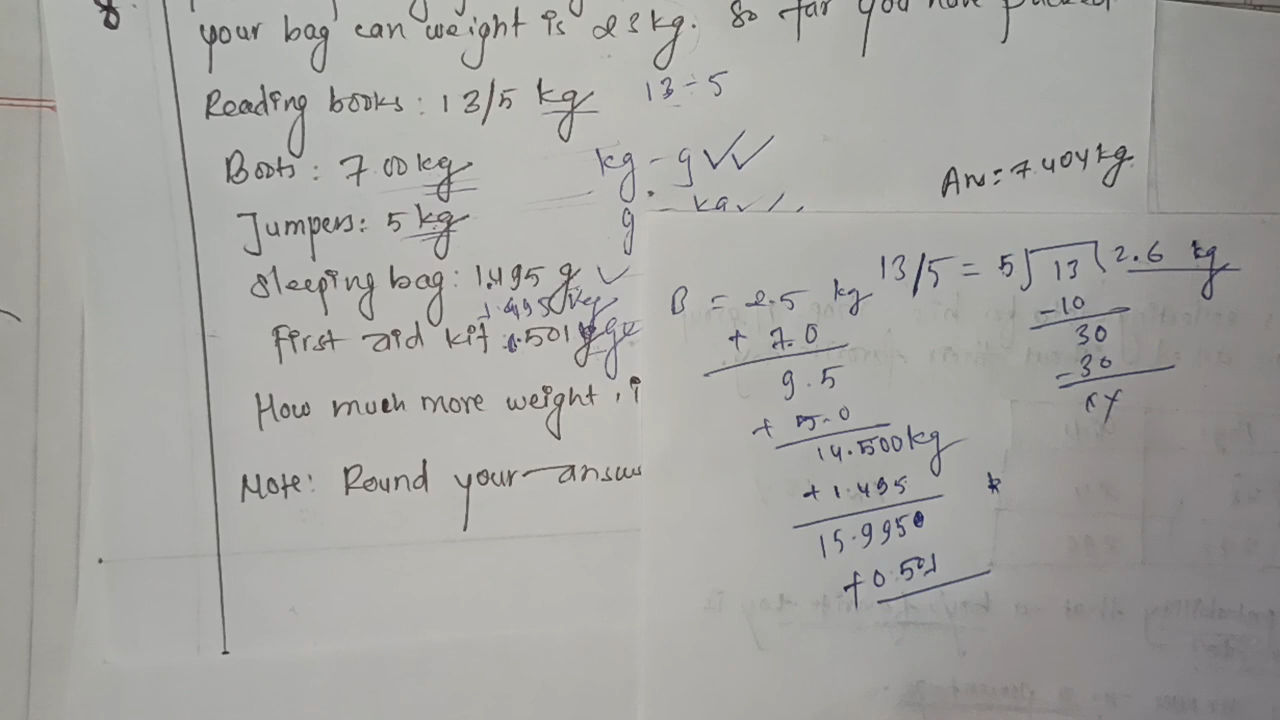 8.
your bag can weight is 23 kg. So far you have packed
Reading books: 13/5 kg 13 ÷ 5
Boots: 7.00 kg kg - g ✓✓
Ans = 7.404 kg.
Jumpers: 5 kg g - kg
Sleeping bag: 1.495 g ✓
1.495 kg
First aid kit .501
How much more weight, i
Note: Round your answ
13/5 = 5 13 2.6 kg
-10
30
-30
xx
B = 2.5 kg
+ 7.0
9.5
+ 5.0
14.500 kg
+ 1.495 *
15.995
+ 0.501